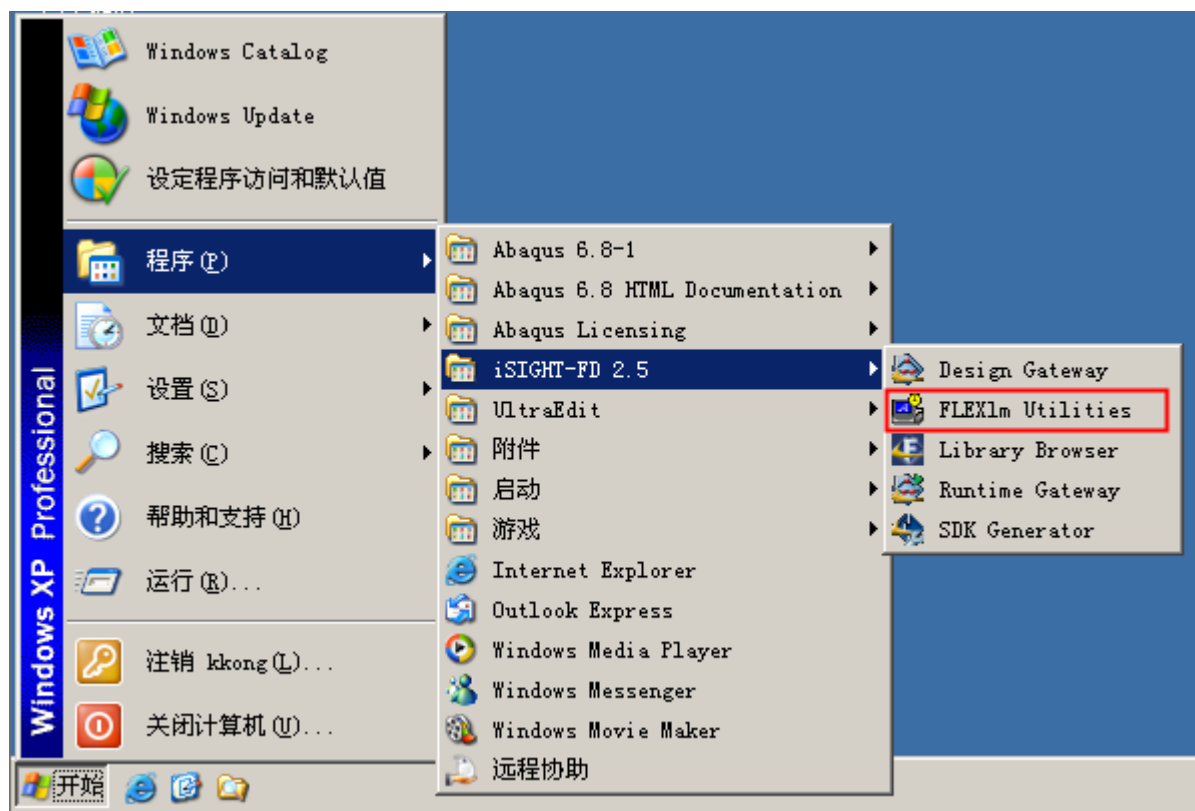 Windows Catalog
Windows Update
设定程序访问和默认值
程序(P)
文档(D)
设置(S)
搜索(C)
帮助和支持(H)
运行(R)...
注销 kkong(L)...
关闭计算机(U)...
Windows XP Professional
Abaqus 6.8-1
Abaqus 6.8 HTML Documentation
Abaqus Licensing
iSIGHT-FD 2.5
UltraEdit
附件
启动
游戏
Internet Explorer
Outlook Express
Windows Media Player
Windows Messenger
Windows Movie Maker
远程协助
Design Gateway
FLEXlm Utilities
Library Browser
Runtime Gateway
SDK Generator
开始